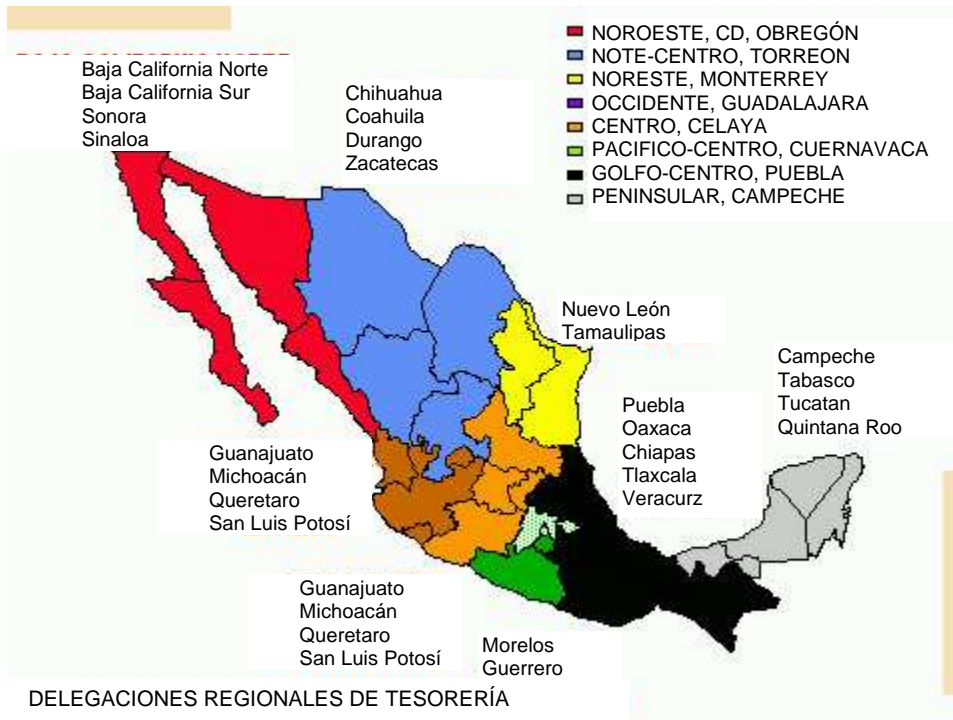 Baja California Norte
Baja California Sur
Sonora
Sinaloa
Chihuahua
Coahuila
Durango
Zacatecas
NOROESTE, CD, OBREGÓN
NOTE-CENTRO, TORREON
NORESTE, MONTERREY
OCCIDENTE, GUADALAJARA
CENTRO, CELAYA
PACIFICO-CENTRO, CUERNAVACA
GOLFO-CENTRO, PUEBLA
PENINSULAR, CAMPECHE
Nuevo León
Tamaulipas
Campeche
Tabasco
Tucatan
Quintana Roo
Puebla
Oaxaca
Chiapas
Tlaxcala
Veracurz
Guanajuato
Michoacán
Queretaro
San Luis Potosí
Guanajuato
Michoacán
Queretaro
San Luis Potosí
Morelos
Guerrero
DELEGACIONES REGIONALES DE TESORERÍA